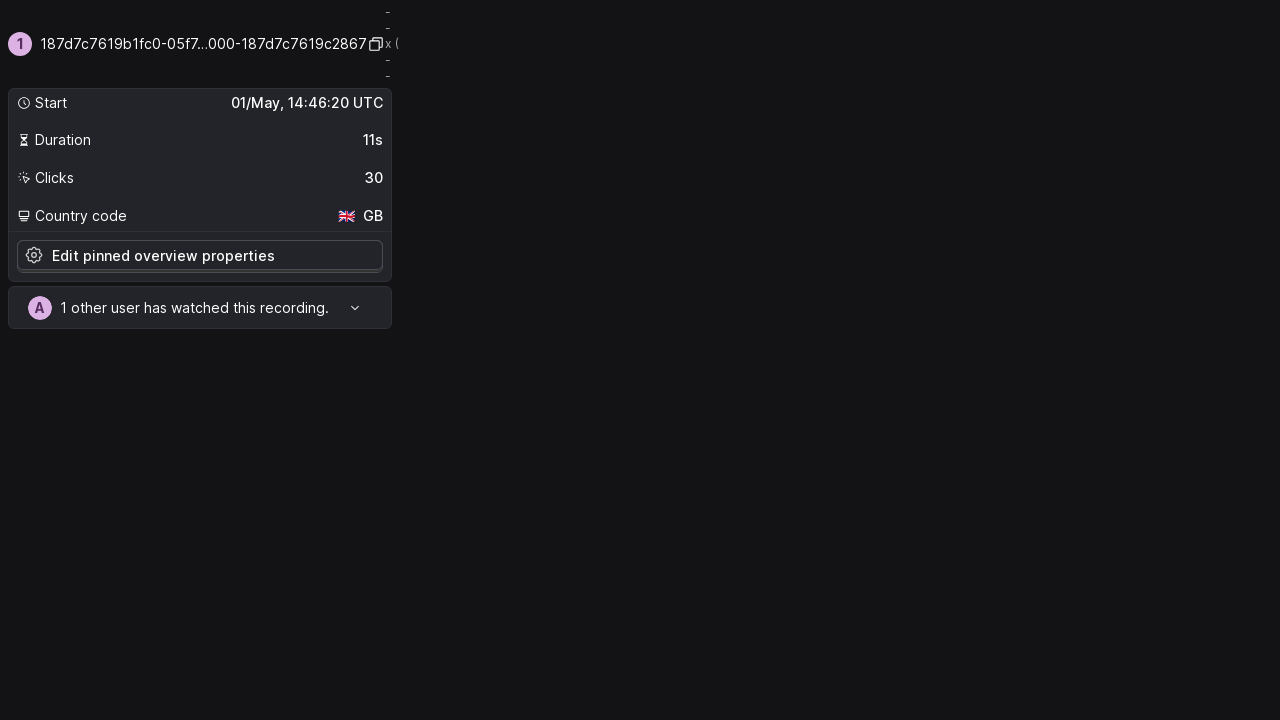 -
-
1 187d7c7619b1fc0-05f7...000-187d7c7619c2867 x (
-
-
Start 01/May, 14:46:20 UTC
Duration 11s
Clicks 30
Country code 🇬🇧 GB
Edit pinned overview properties
A 1 other user has watched this recording.